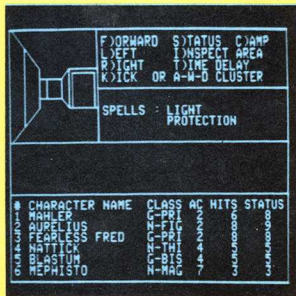 F)ORWARD S)TATUS C)AMP
L)EFT I)NSPECT AREA
R)IGHT T)IME DELAY
K)ICK OR A-W-D CLUSTER
SPELLS : LIGHT
PROTECTION
# CHARACTER NAME CLASS AC HITS STATUS
1 MAHLER G-PRI 2 6 8
2 AURELIUS N-FIG 2 8 9
3 FEARLESS FRED G-PRI 2 8 8
4 NATTICK N-THI 4 5 5
5 BLASTUM G-BIS 4 5 5
6 MEPHISTO N-MAG 7 3 3